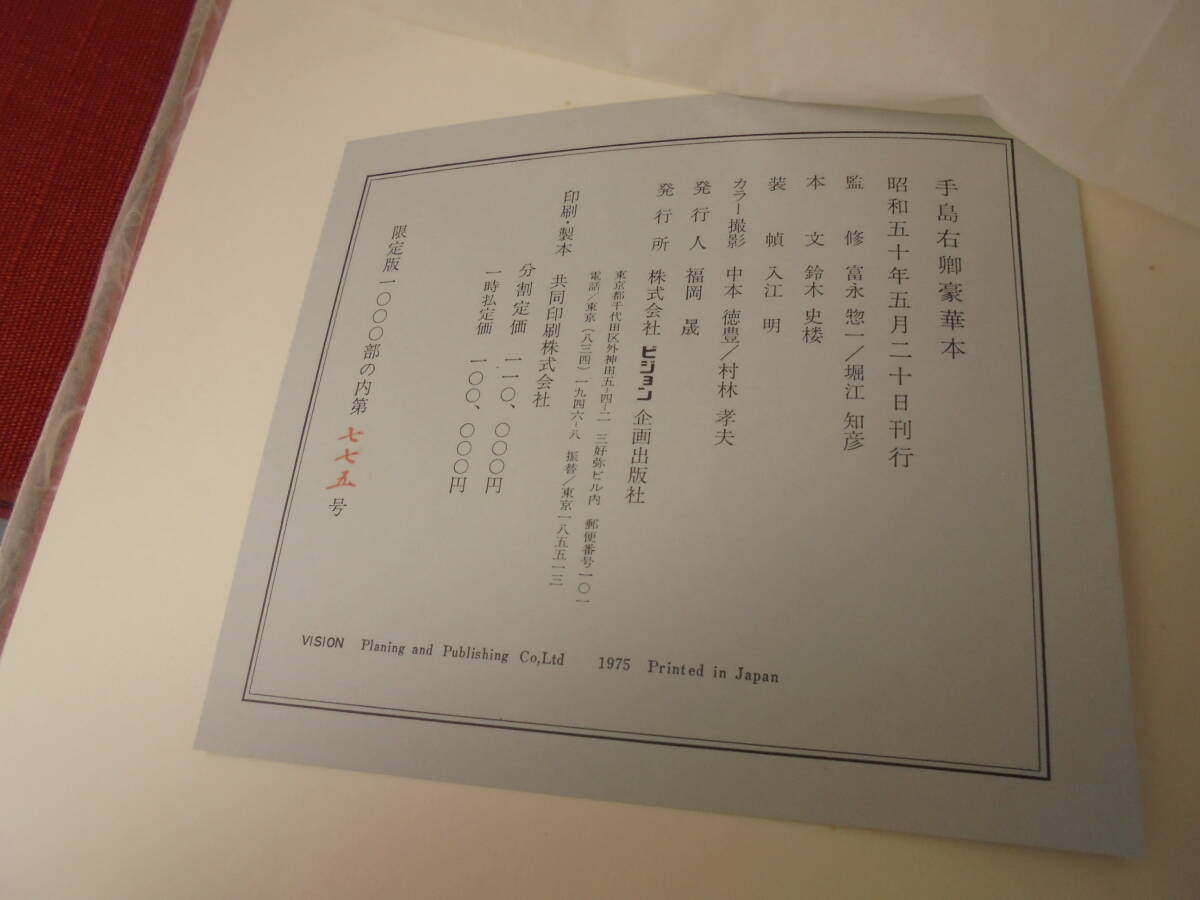 手島右卿豪華本
昭和五十年五月二十日刊行
監修 富永 惣一/堀江 知彦
本文 鈴木 史楼
装幀 入江 明
カラー撮影 中本 徳豊/村林 孝夫
発行人 福岡 晟
発行所 株式会社 ビジョン 企画出版社
東京都千代田区外神田五-四-二 三好弥ビル内 郵便番号一〇一
電話/東京(八三四)一九四六-八 振替/東京一八五五一三
印刷・製本 共同印刷株式会社
分割定価 一一〇、〇〇〇円
一時払定価 一〇〇、〇〇〇円
限定版一〇〇〇部の内第 七七五 号
VISION Planing and Publishing Co,Ltd 1975 Printed in Japan